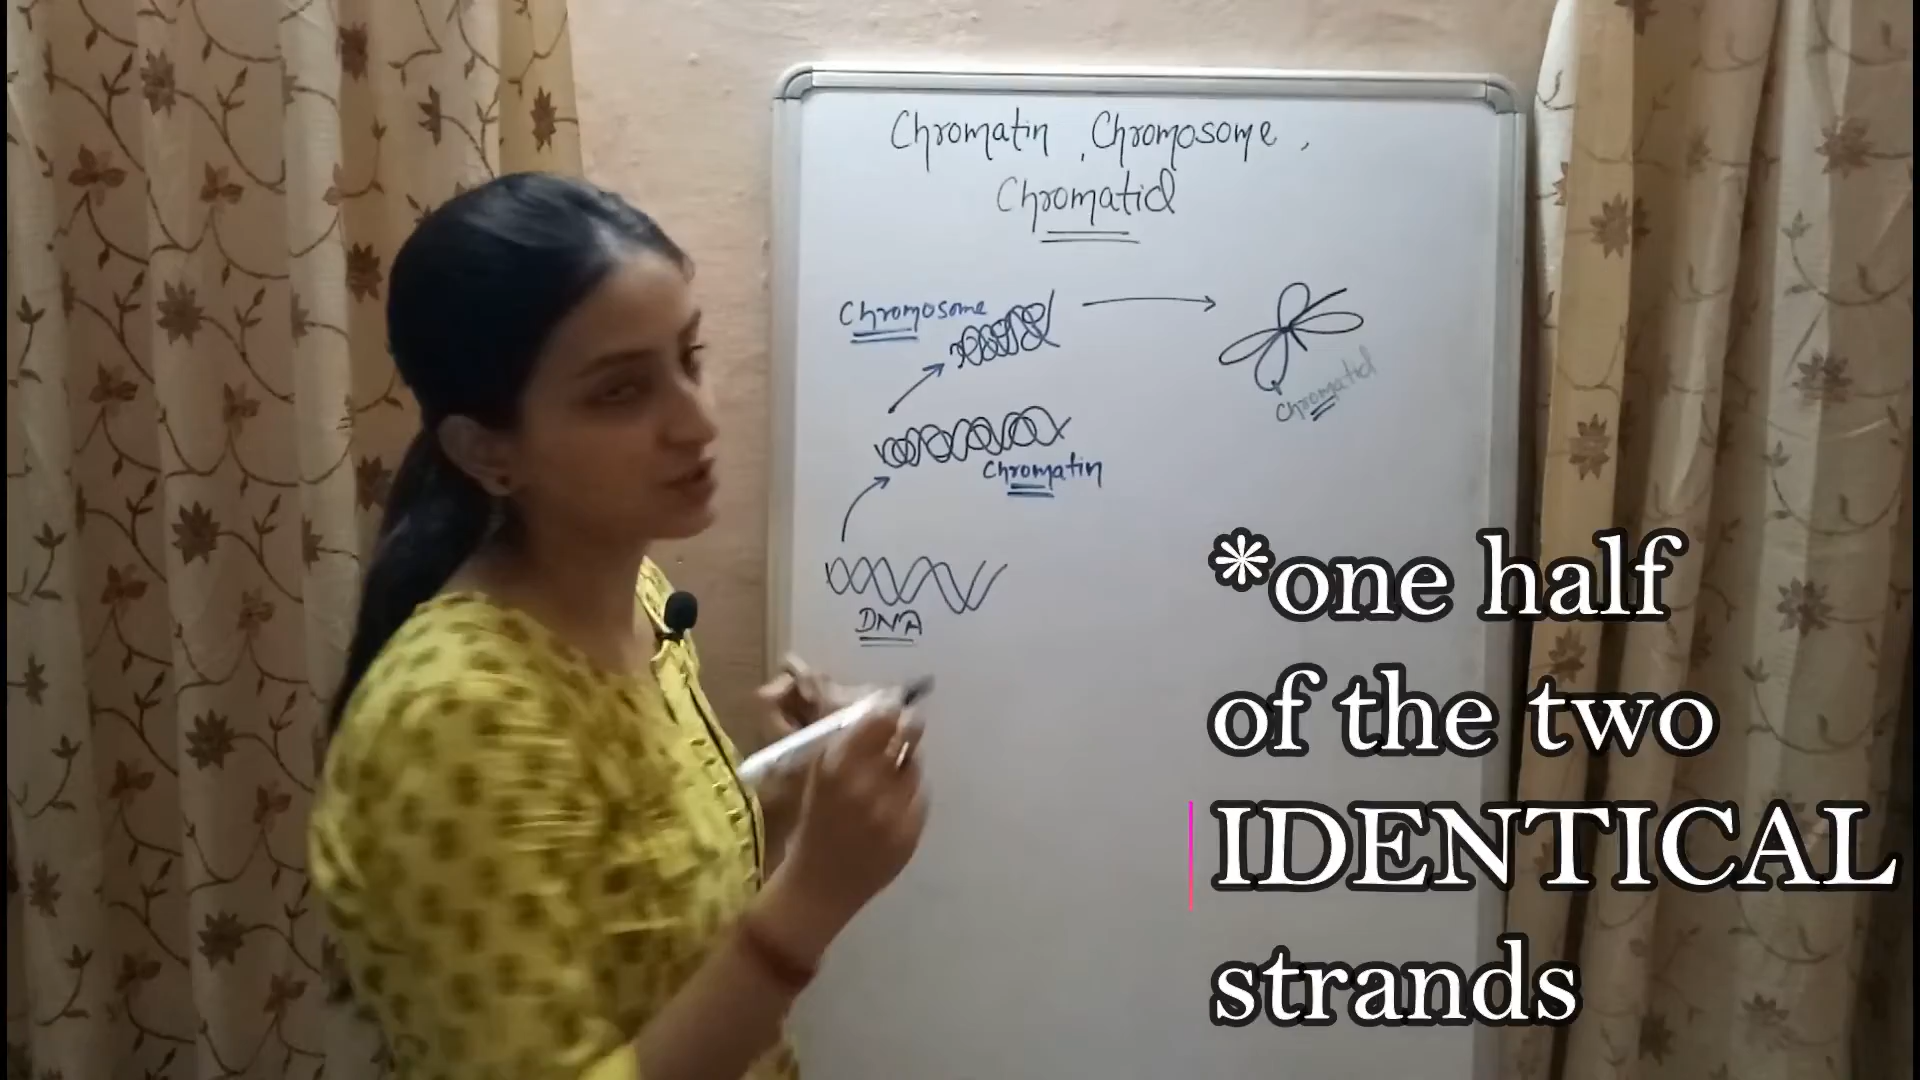 Chromatin, Chromosome,
Chromatid
Chromosome
Chromatid
Chromatin
DNA
*one half
of the two
IDENTICAL
strands